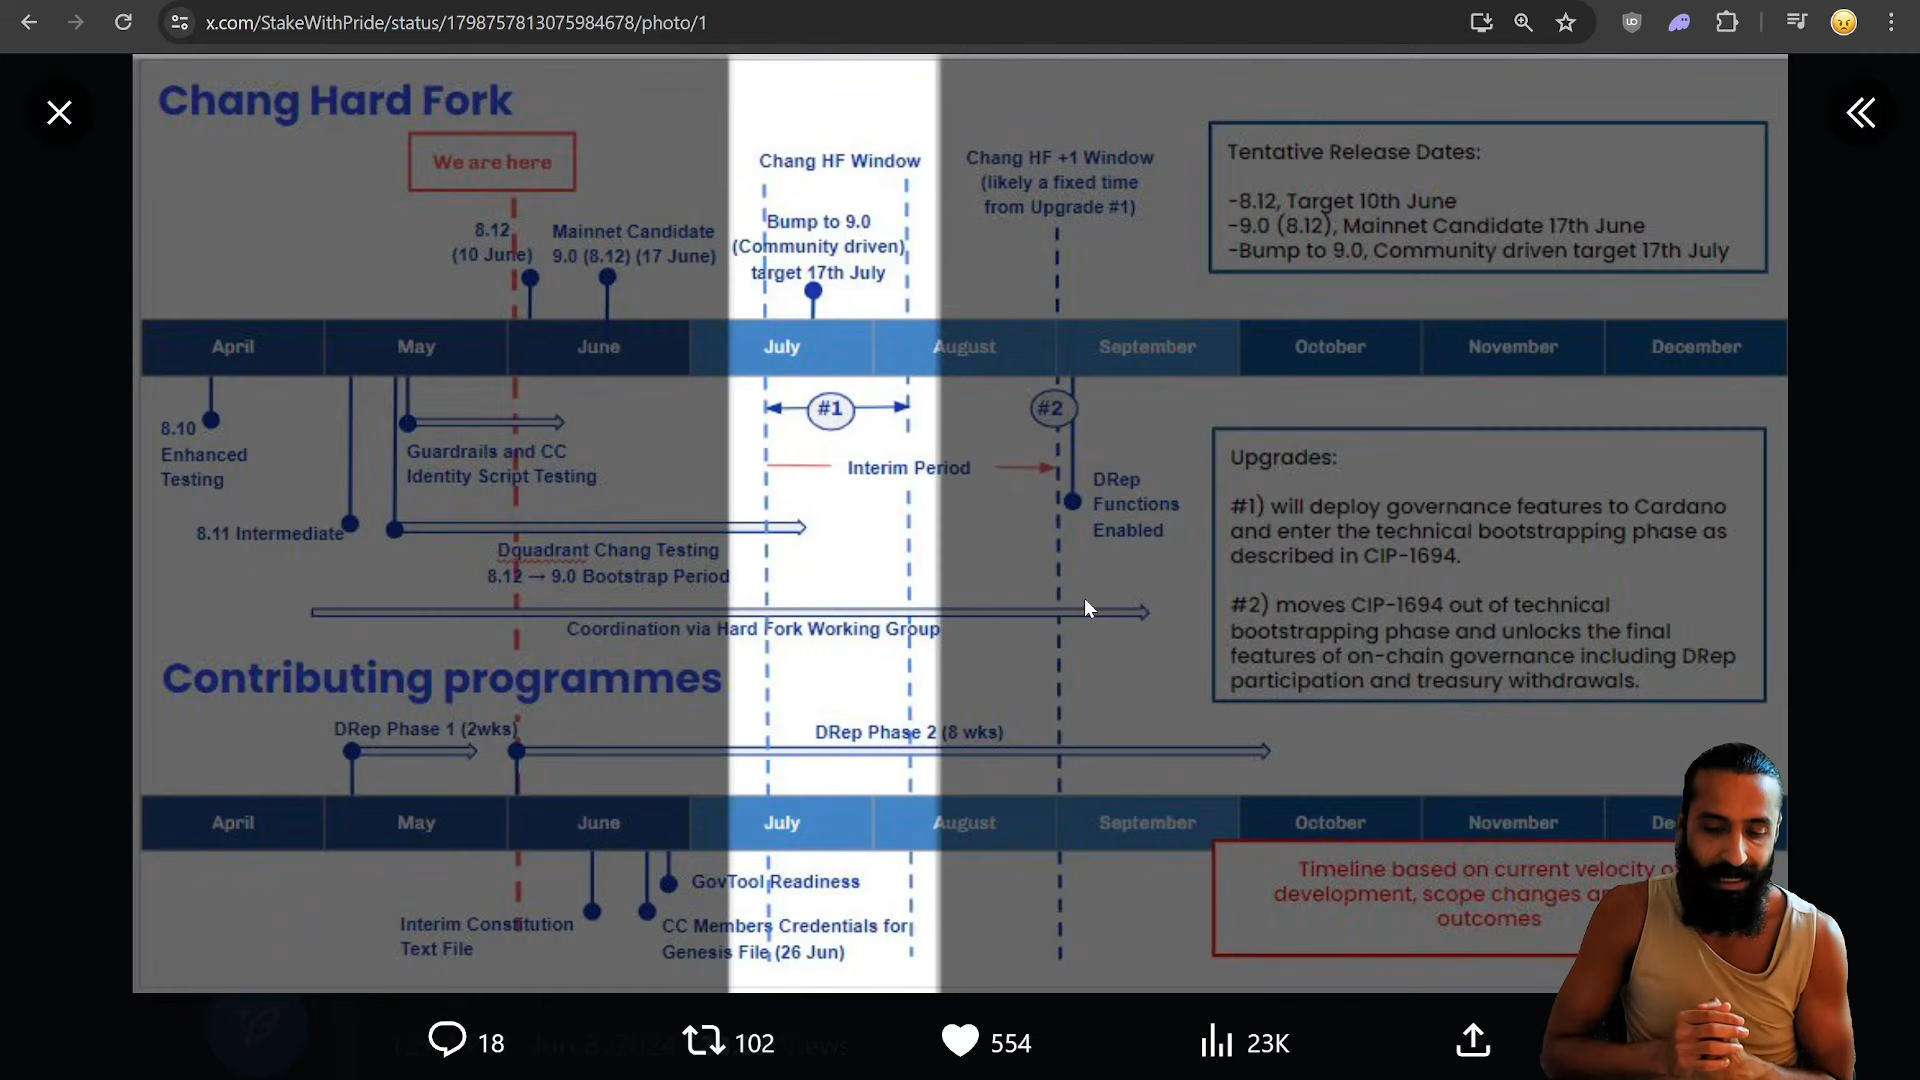 x.com/StakeWithPride/status/1798757813075984678/photo/1
Chang Hard Fork
We are here
8.12
(10 June)
Mainnet Candidate
9.0 (8.12) (17 June)
Chang HF Window
Bump to 9.0
(Community driven)
target 17th July
Chang HF +1 Window
(likely a fixed time
from Upgrade #1)
Tentative Release Dates:
-8.12, Target 10th June
-9.0 (8.12), Mainnet Candidate 17th June
-Bump to 9.0, Community driven target 17th July
April May June July August September October November December
8.10
Enhanced
Testing
8.11 Intermediate
Guardrails and CC
Identity Script Testing
Dquadrant Chang Testing
8.12 → 9.0 Bootstrap Period
#1
Interim Period
#2
DRep
Functions
Enabled
Coordination via Hard Fork Working Group
Upgrades:
#1) will deploy governance features to Cardano
and enter the technical bootstrapping phase as
described in CIP-1694.
#2) moves CIP-1694 out of technical
bootstrapping phase and unlocks the final
features of on-chain governance including DRep
participation and treasury withdrawals.
Contributing programmes
DRep Phase 1 (2wks)
DRep Phase 2 (8 wks)
April May June July August September October November De
Interim Constitution
Text File
GovTool Readiness
CC Members Credentials for
Genesis File (26 Jun)
Timeline based on current velocity o
development, scope changes a
outcomes
18 102 554 23K